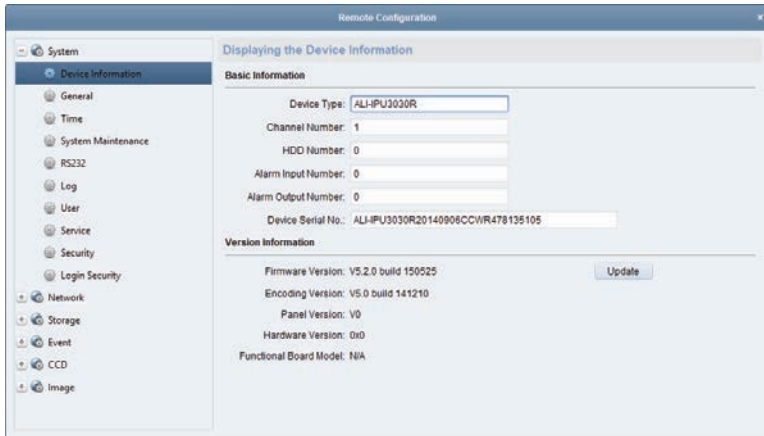 Remote Configuration
×
System
Device Information
General
Time
System Maintenance
RS232
Log
User
Service
Security
Login Security
Network
Storage
Event
CCD
Image
Displaying the Device Information
Basic Information
Device Type: ALI-IPU3030R
Channel Number: 1
HDD Number: 0
Alarm Input Number: 0
Alarm Output Number: 0
Device Serial No.: ALI-IPU3030R20140906CCWR478135105
Version Information
Firmware Version: V5.2.0 build 150525
Update
Encoding Version: V5.0 build 141210
Panel Version: V0
Hardware Version: 0x0
Functional Board Model: N/A